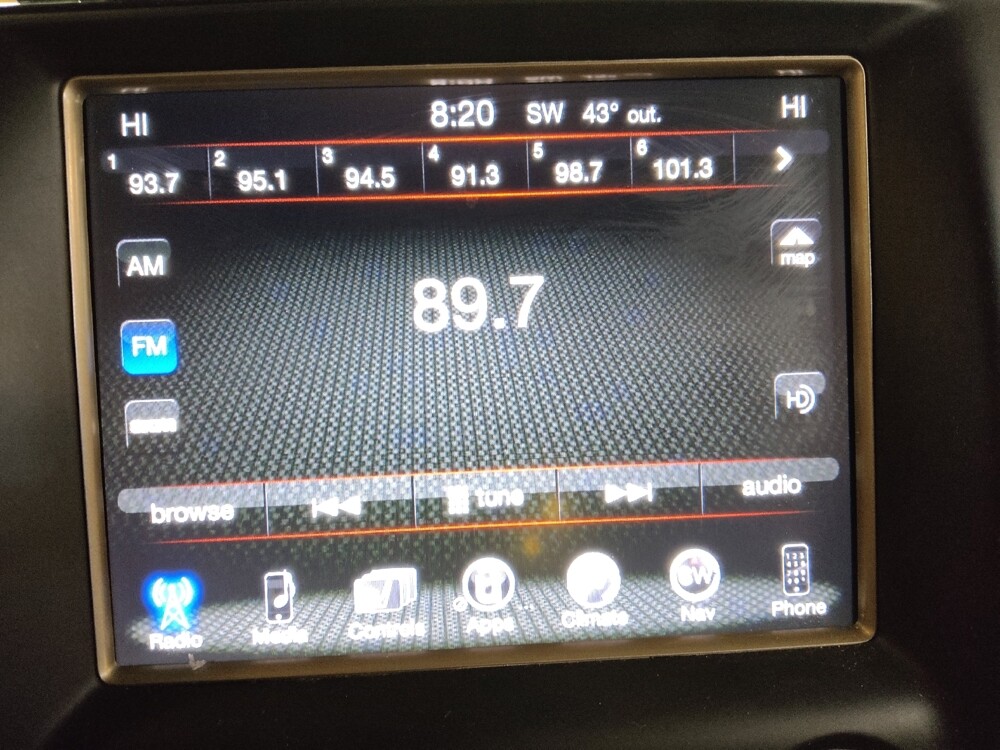 HI 8:20 SW 43° out. HI
1 93.7 2 95.1 3 94.5 4 91.3 5 98.7 6 101.3
AM
map
89.7
FM
HD
browse tune audio
Radio Media Controls Apps Climate SW Nav Phone